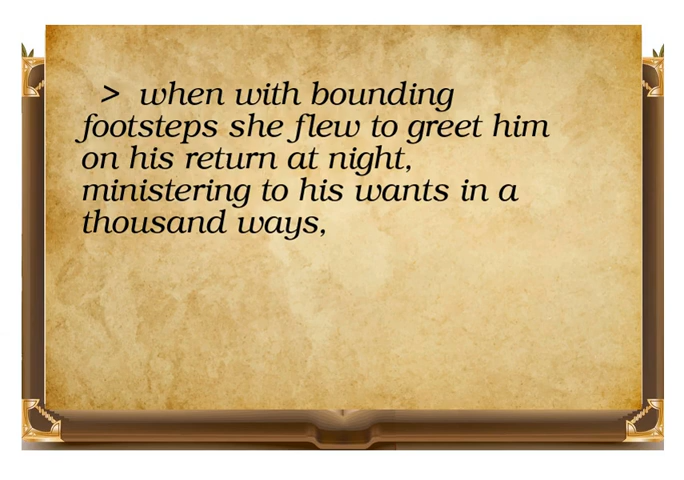 > when with bounding
footsteps she flew to greet him
on his return at night,
ministering to his wants in a
thousand ways,